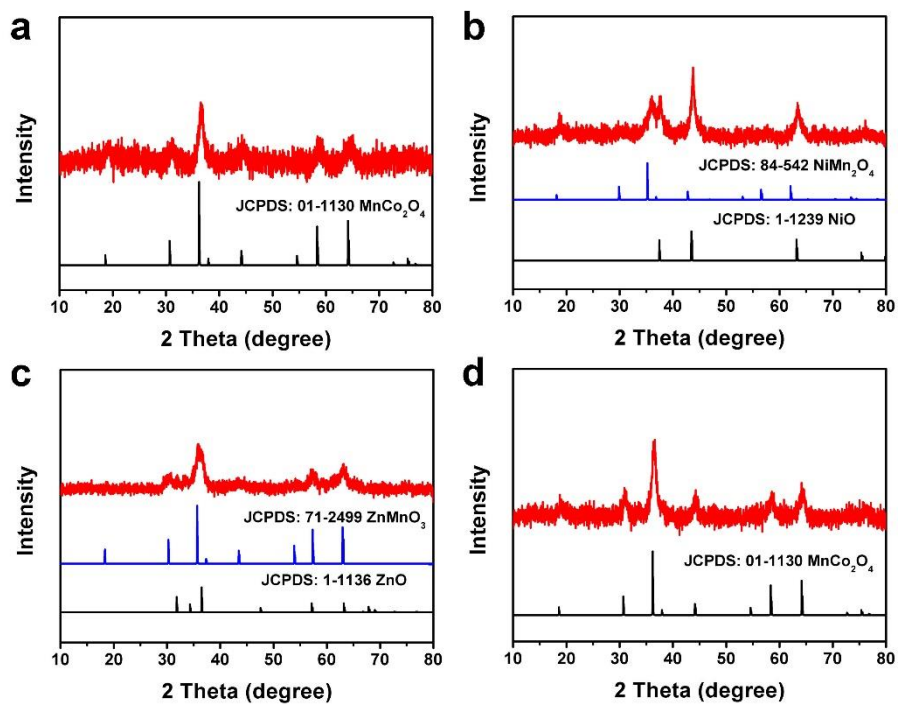 a
Intensity
JCPDS: 01-1130 MnCo₂O₄
10 20 30 40 50 60 70 80
2 Theta (degree)
b
Intensity
JCPDS: 84-542 NiMn₂O₄
JCPDS: 1-1239 NiO
10 20 30 40 50 60 70 80
2 Theta (degree)
c
Intensity
JCPDS: 71-2499 ZnMnO₃
JCPDS: 1-1136 ZnO
10 20 30 40 50 60 70 80
2 Theta (degree)
d
Intensity
JCPDS: 01-1130 MnCo₂O₄
10 20 30 40 50 60 70 80
2 Theta (degree)